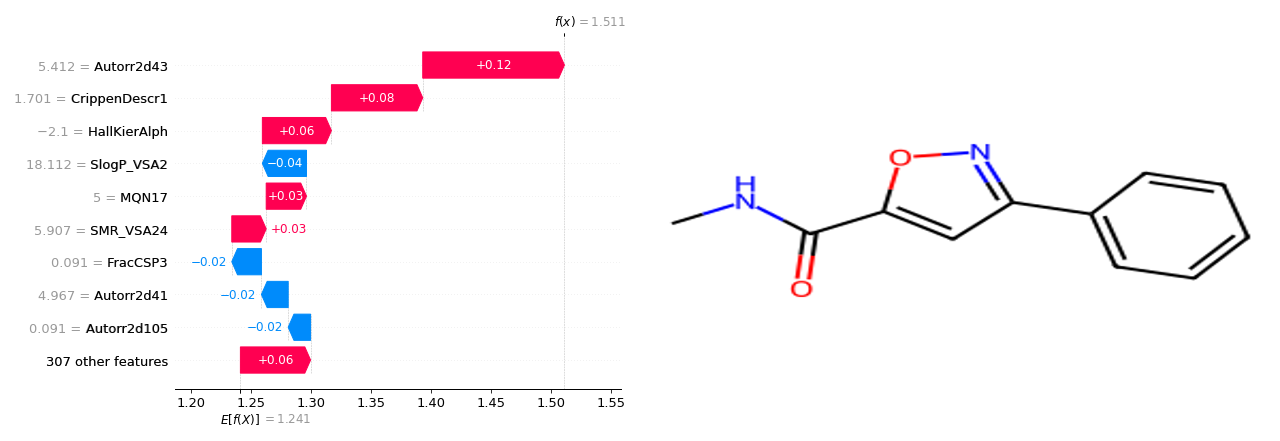 f(x) = 1.511
5.412 = Autorr2d43
+0.12
1.701 = CrippenDescr1
+0.08
−2.1 = HallKierAlph
+0.06
18.112 = SlogP_VSA2
−0.04
5 = MQN17
+0.03
5.907 = SMR_VSA24
+0.03
0.091 = FracCSP3
−0.02
4.967 = Autorr2d41
−0.02
0.091 = Autorr2d105
−0.02
307 other features
+0.06
1.20 1.25 1.30 1.35 1.40 1.45 1.50 1.55
E[f(X)] = 1.241
O N
H
N
O